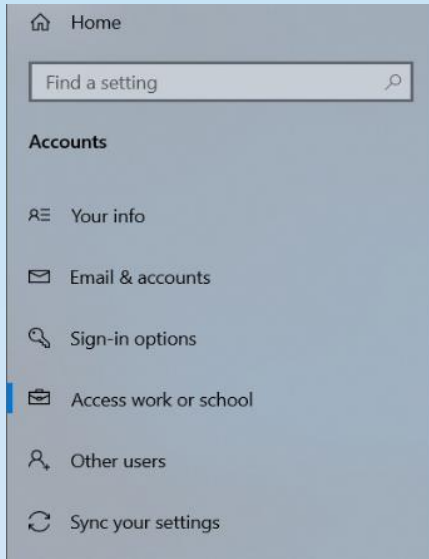 Home
Find a setting
Accounts
Your info
Email & accounts
Sign-in options
Access work or school
Other users
Sync your settings